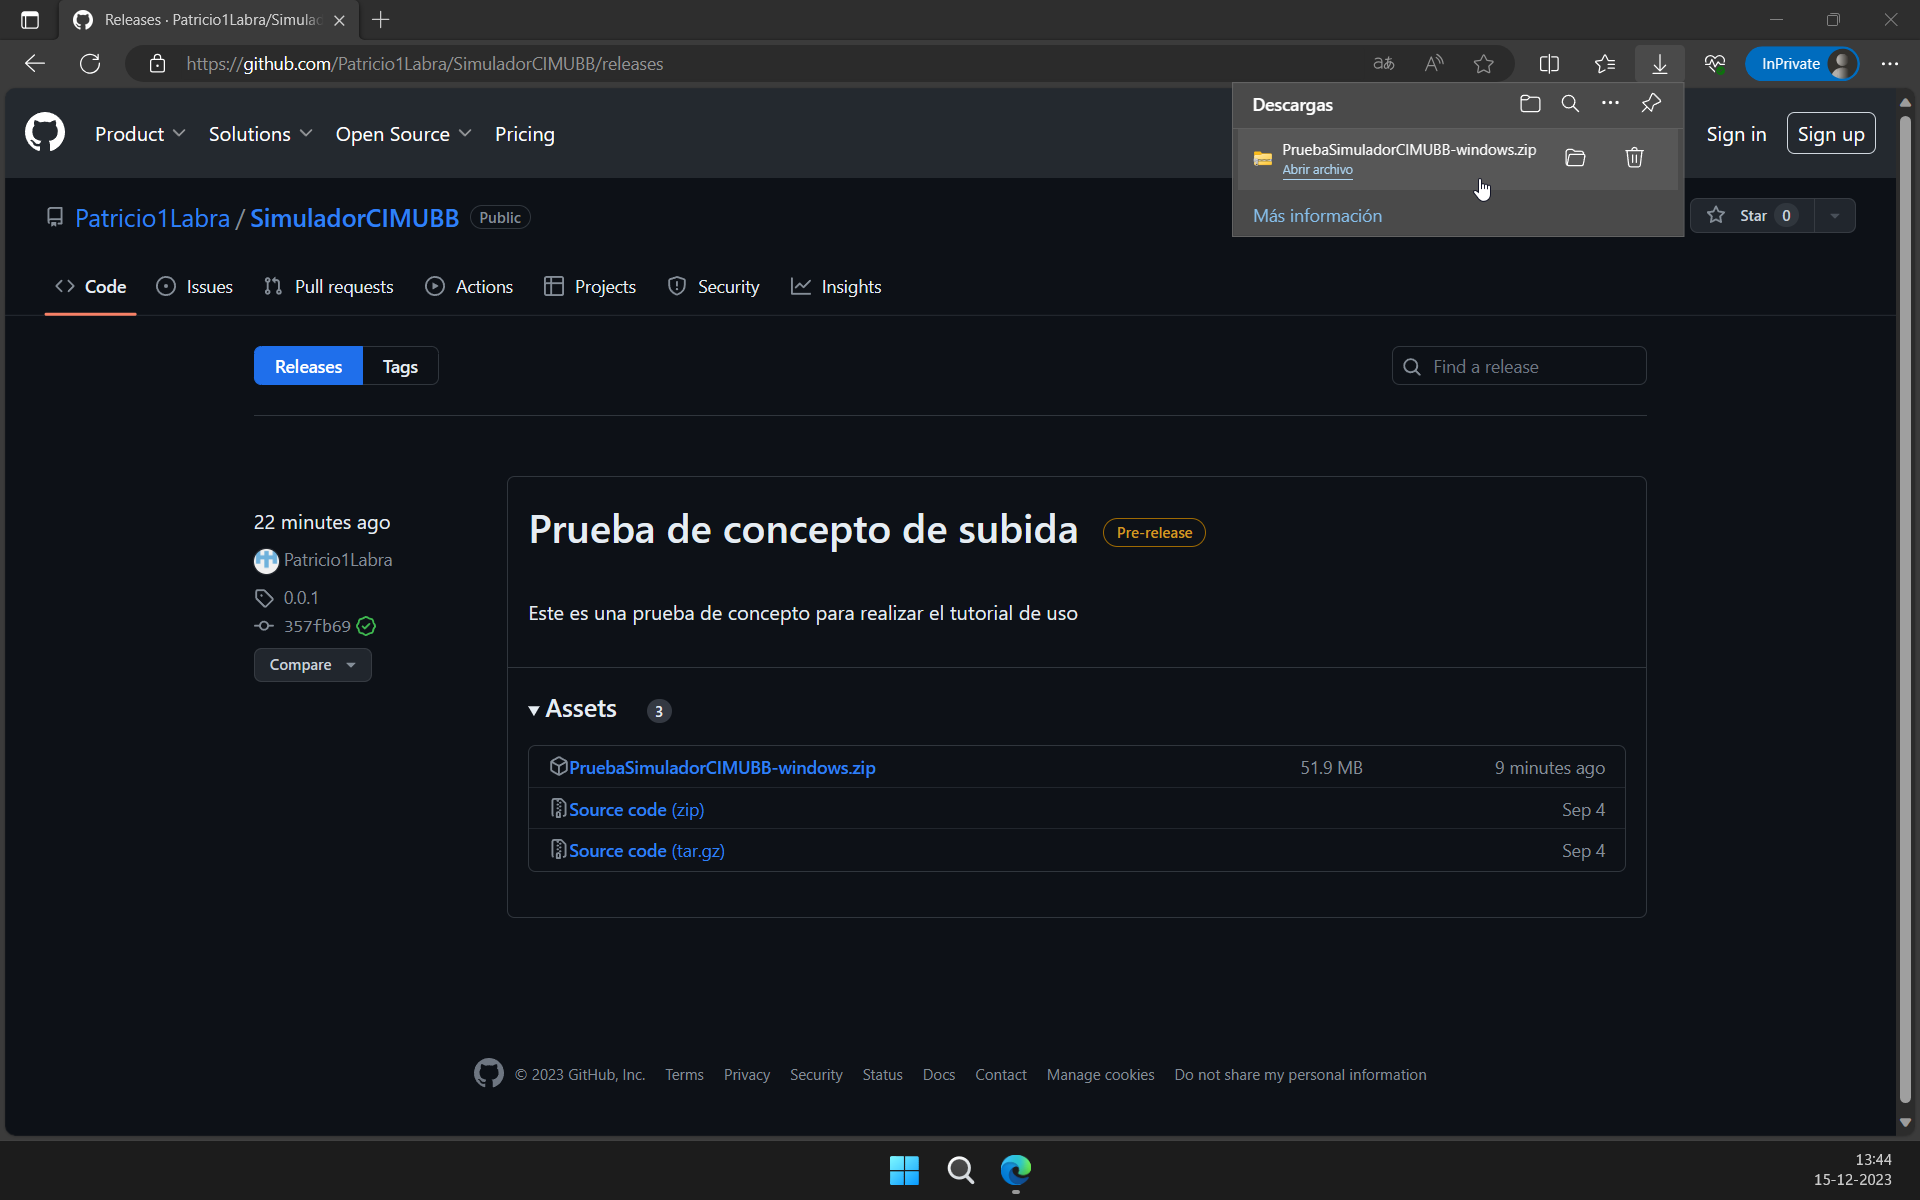 Releases · Patricio1Labra/Simulac
https://github.com/Patricio1Labra/SimuladorCIMUBB/releases
InPrivate
Descargas
PruebaSimuladorCIMUBB-windows.zip
Abrir archivo
Más información
Product
Solutions
Open Source
Pricing
Sign in
Sign up
Patricio1Labra / SimuladorCIMUBB
Public
Star 0
Code
Issues
Pull requests
Actions
Projects
Security
Insights
Releases
Tags
Find a release
22 minutes ago
Patricio1Labra
0.0.1
357fb69
Compare
Prueba de concepto de subida
Pre-release
Este es una prueba de concepto para realizar el tutorial de uso
Assets 3
PruebaSimuladorCIMUBB-windows.zip 51.9 MB 9 minutes ago
Source code (zip) Sep 4
Source code (tar.gz) Sep 4
© 2023 GitHub, Inc. Terms Privacy Security Status Docs Contact Manage cookies Do not share my personal information
13:44
15-12-2023